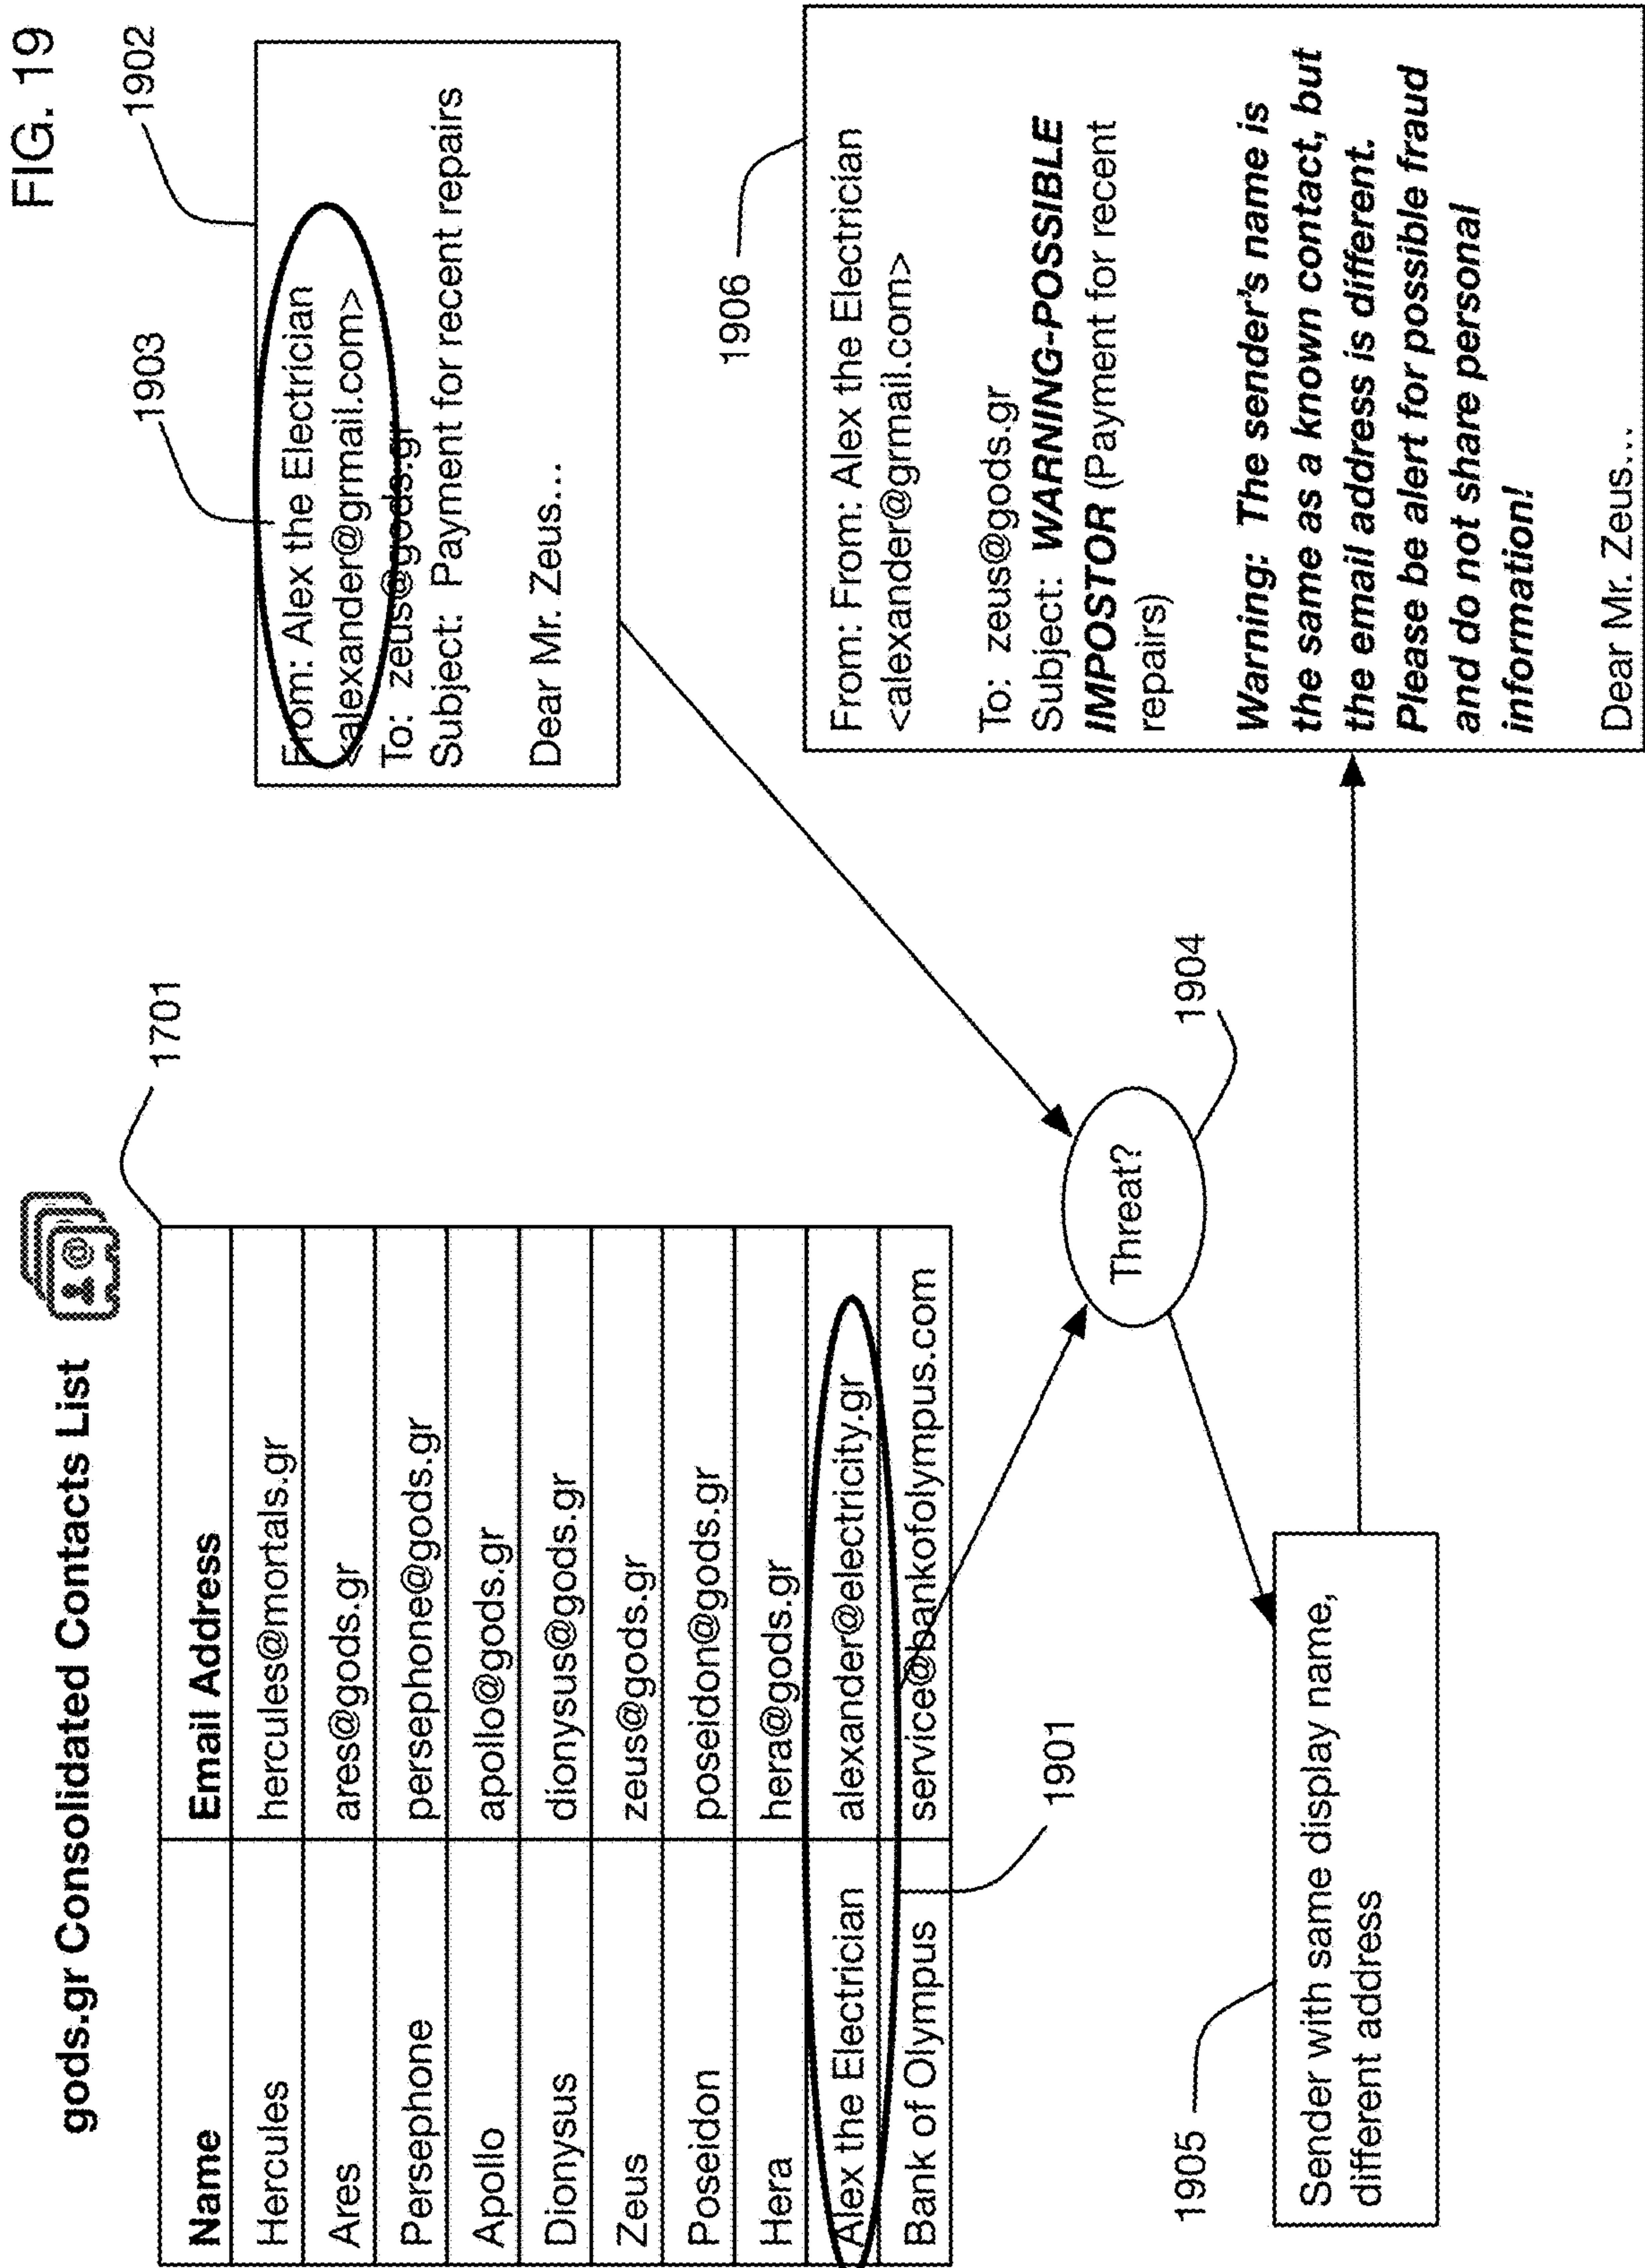 FIG. 19
gods.gr Consolidated Contacts List
1701
Name Email Address
Hercules hercules@mortals.gr
Ares ares@gods.gr
Persephone persephone@gods.gr
Apollo apollo@gods.gr
Dionysus dionysus@gods.gr
Zeus zeus@gods.gr
Poseidon poseidon@gods.gr
Hera hera@gods.gr
Alex the Electrician alexander@electricity.gr
Bank of Olympus service@bankofolympus.com
1901
1903
1902
From: Alex the Electrician
<alexander@grmail.com>
To: zeus@gods.gr
Subject: Payment for recent repairs
Dear Mr. Zeus...
Threat?
1904
1905
Sender with same display name,
different address
1906
From: From: Alex the Electrician
<alexander@grmail.com>
To: zeus@gods.gr
Subject: WARNING-POSSIBLE
IMPOSTOR (Payment for recent
repairs)
Warning: The sender's name is
the same as a known contact, but
the email address is different.
Please be alert for possible fraud
and do not share personal
information!
Dear Mr. Zeus...